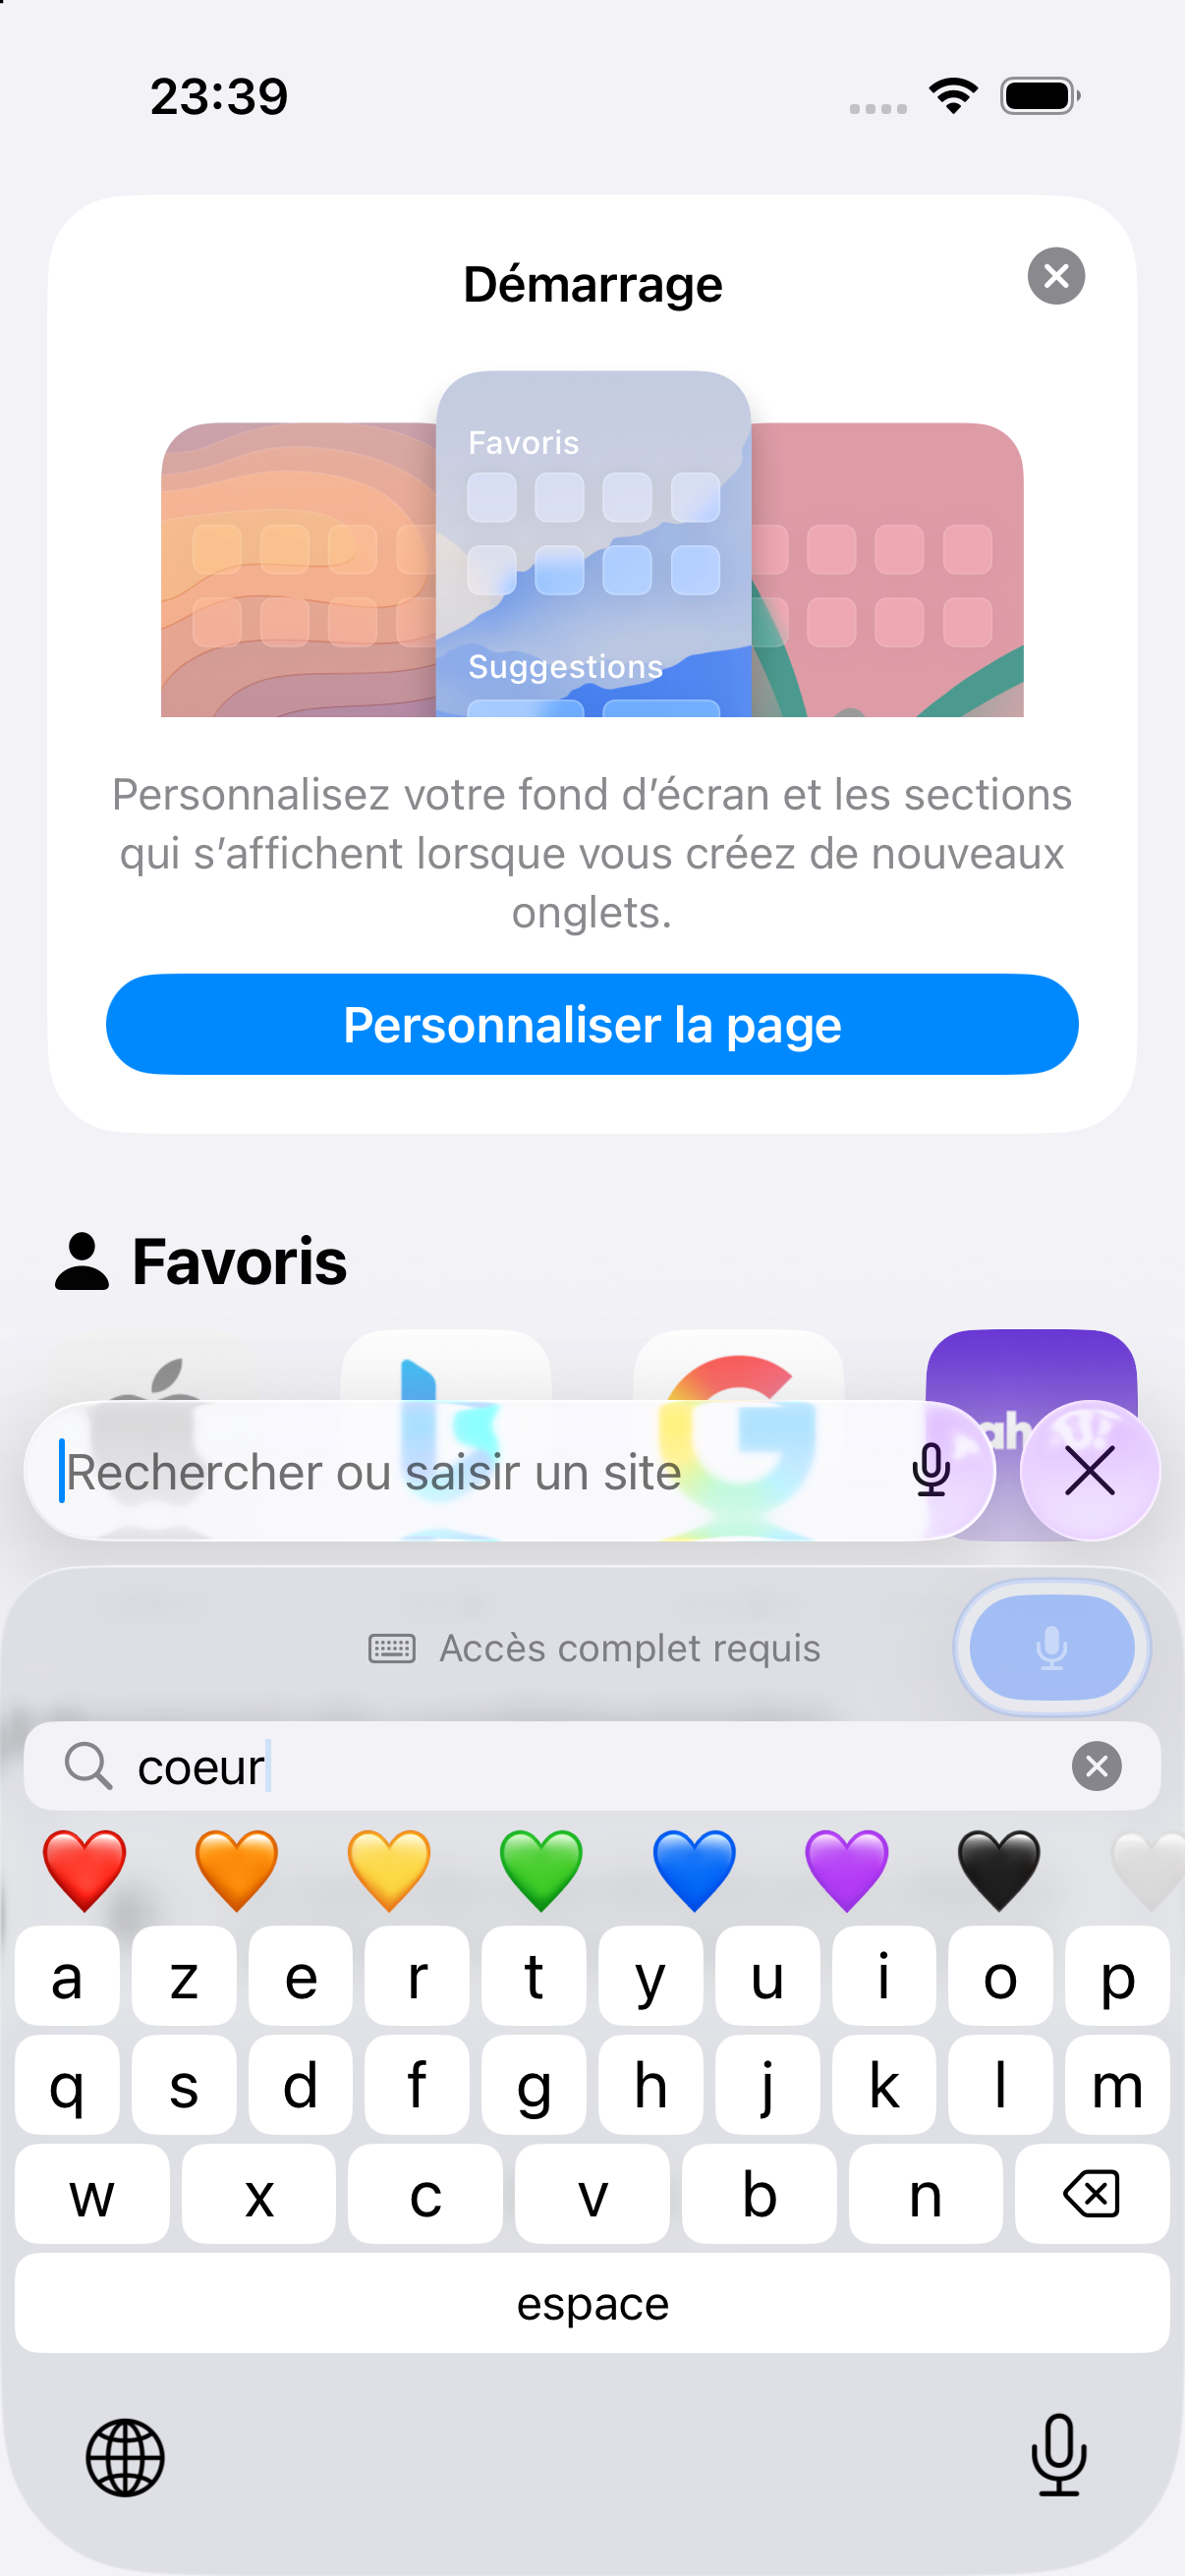 23:39
Démarrage
Favoris
Suggestions
Personnalisez votre fond d’écran et les sections
qui s’affichent lorsque vous créez de nouveaux
onglets.
Personnaliser la page
Favoris
Rechercher ou saisir un site
Accès complet requis
coeur
a z e r t y u i o p
q s d f g h j k l m
w x c v b n
espace